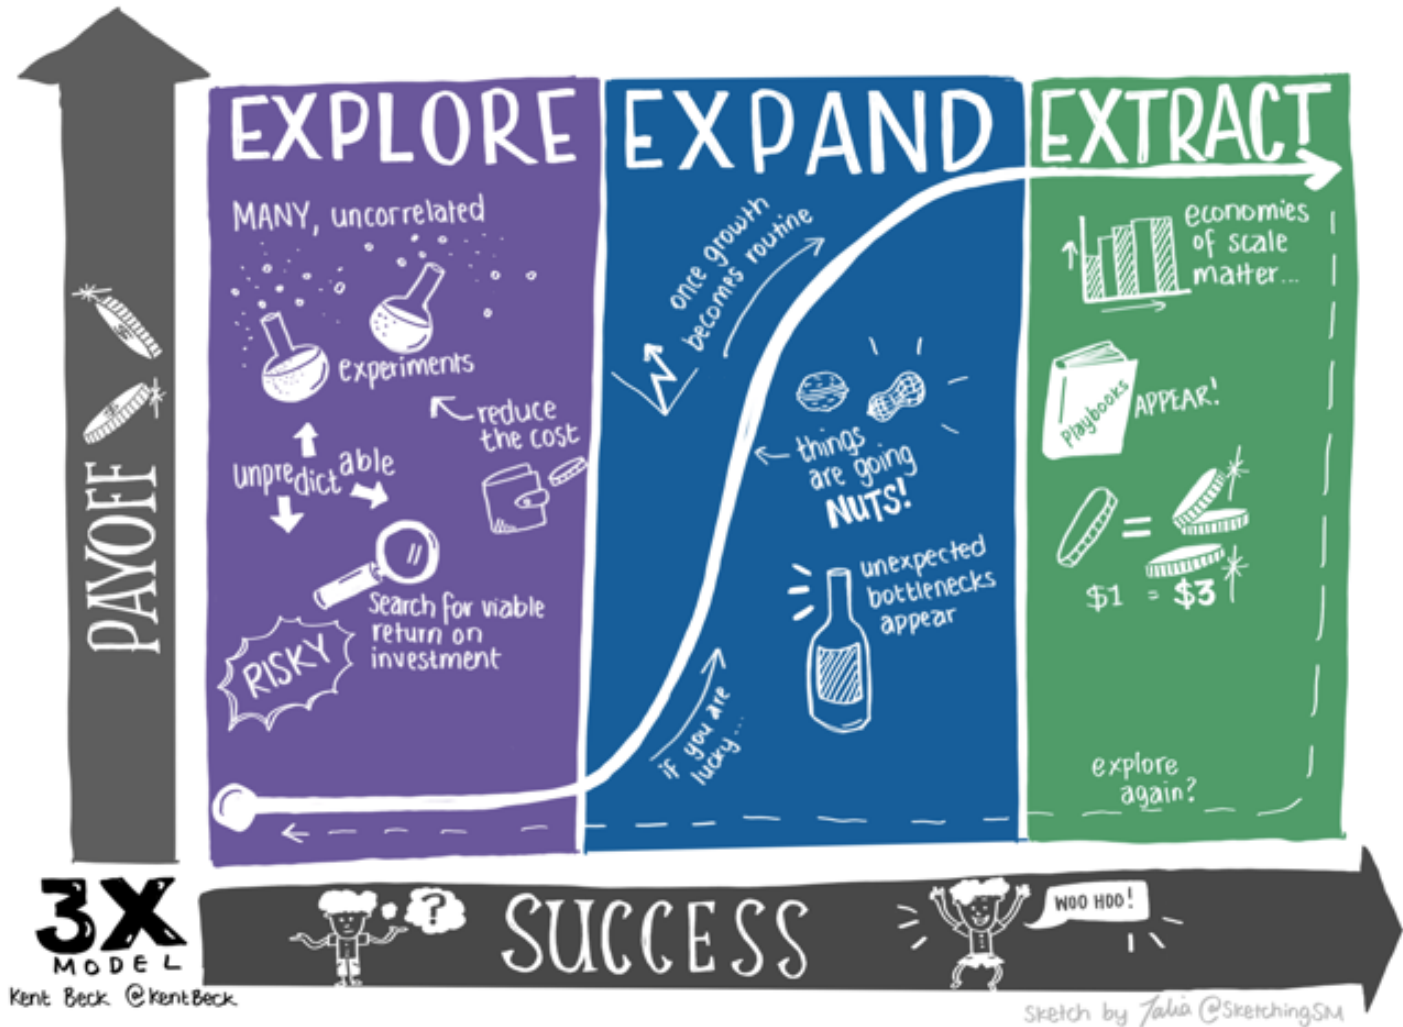 EXPLORE
MANY, uncorrelated
experiments
reduce
the cost
unpredictable
search for viable
return on
investment
RISKY
EXPAND
once growth
becomes routine
things
are going
NUTS!
unexpected
bottlenecks
appear
if you are
lucky...
EXTRACT
economies
of scale
matter...
Playbooks
APPEAR!
=
$1 = $3
explore
again?
PAYOFF
3X
MODEL
Kent Beck @KentBeck
?
SUCCESS
WOO HOO!
Sketch by Talia @SketchingSM